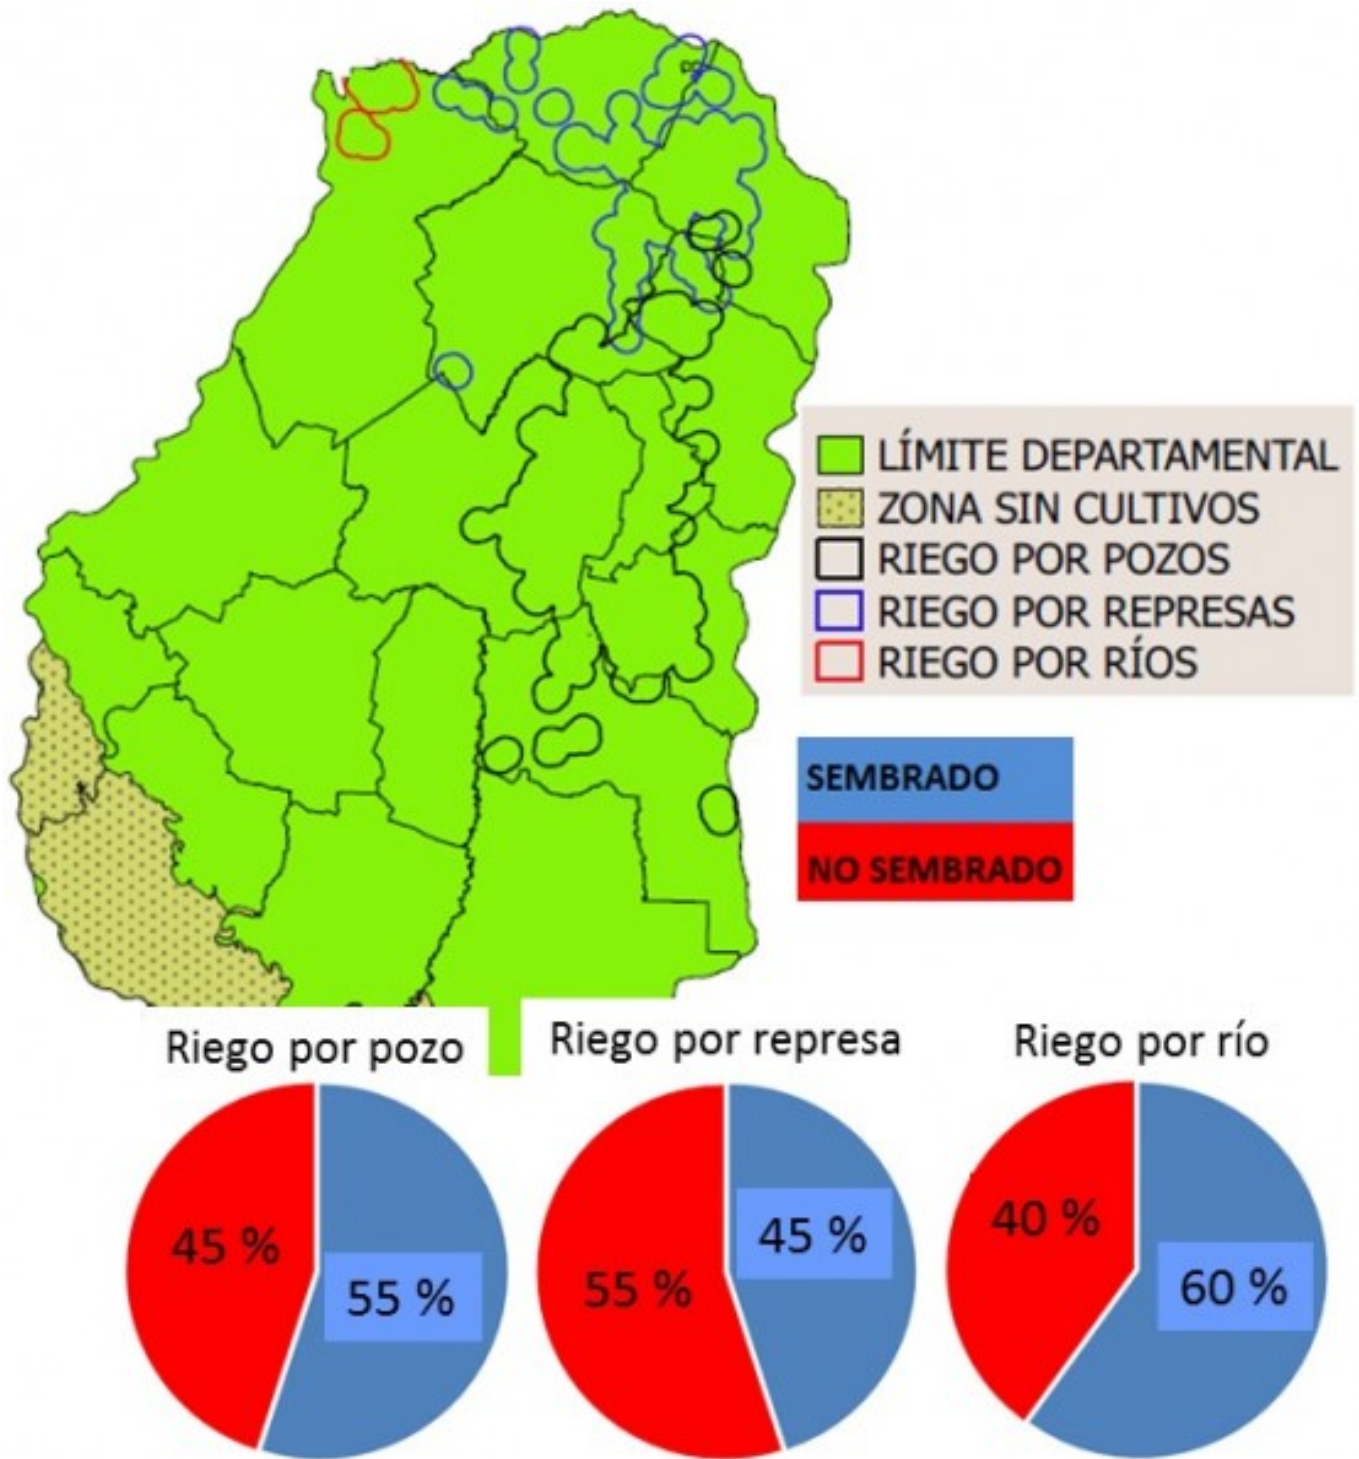 LÍMITE DEPARTAMENTAL
ZONA SIN CULTIVOS
RIEGO POR POZOS
RIEGO POR REPRESAS
RIEGO POR RÍOS
SEMBRADO
NO SEMBRADO
Riego por pozo
45 %
55 %
Riego por represa
55 %
45 %
Riego por río
40 %
60 %